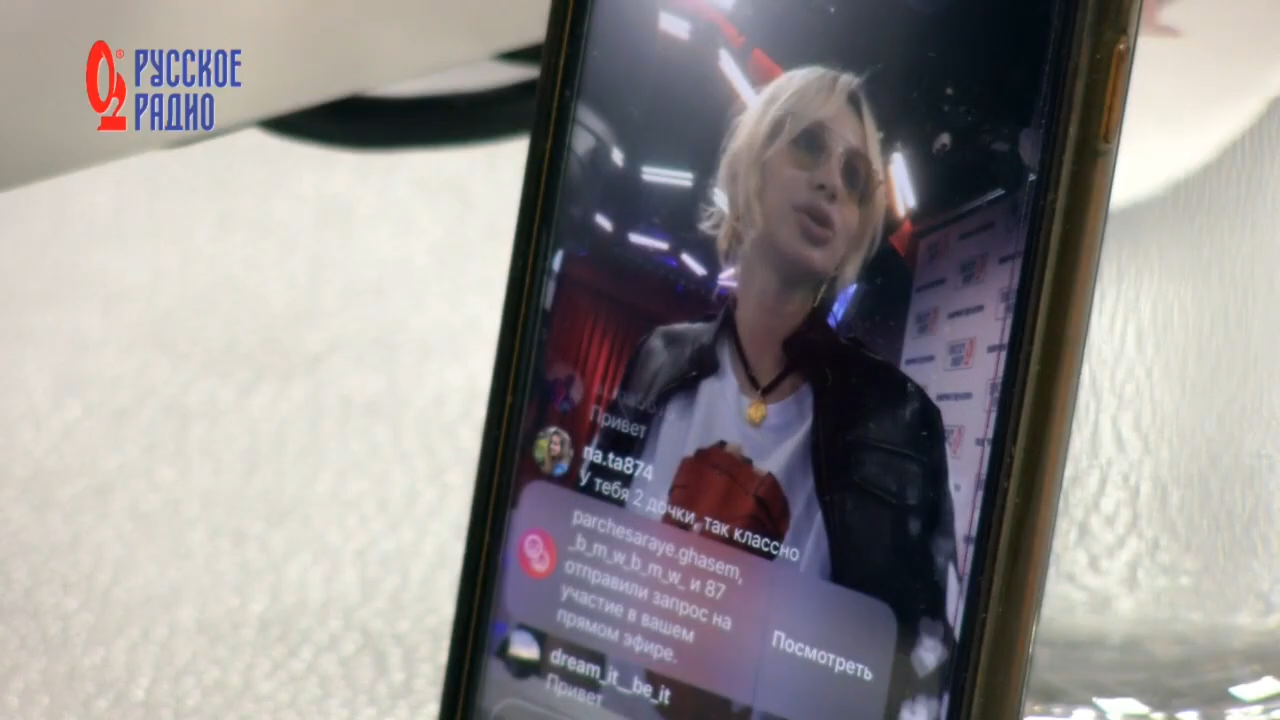 РУССКОЕ
РАДИО
Привет
na.ta874
У тебя 2 дочки, так классно
parchesaraye.ghasem,
_b_m_w_b_m_w_ и 87
отправили запрос на
участие в вашем
прямом эфире.
Посмотреть
dream_it__be_it
Привет